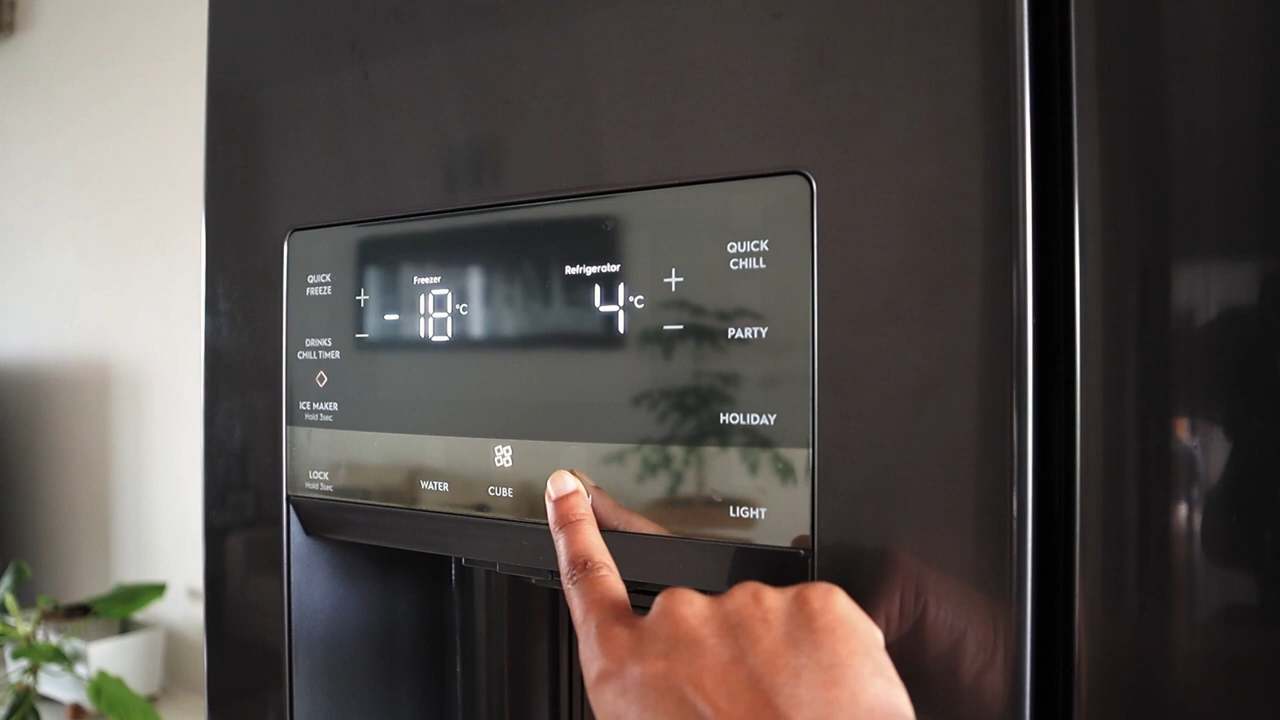 QUICK
FREEZE
Freezer
- 18 °C
Refrigerator
4 °C
+
−
+
−
QUICK
CHILL
DRINKS
CHILL TIMER
PARTY
ICE MAKER
Hold 3sec
HOLIDAY
LOCK
Hold 3sec
WATER
CUBE
LIGHT